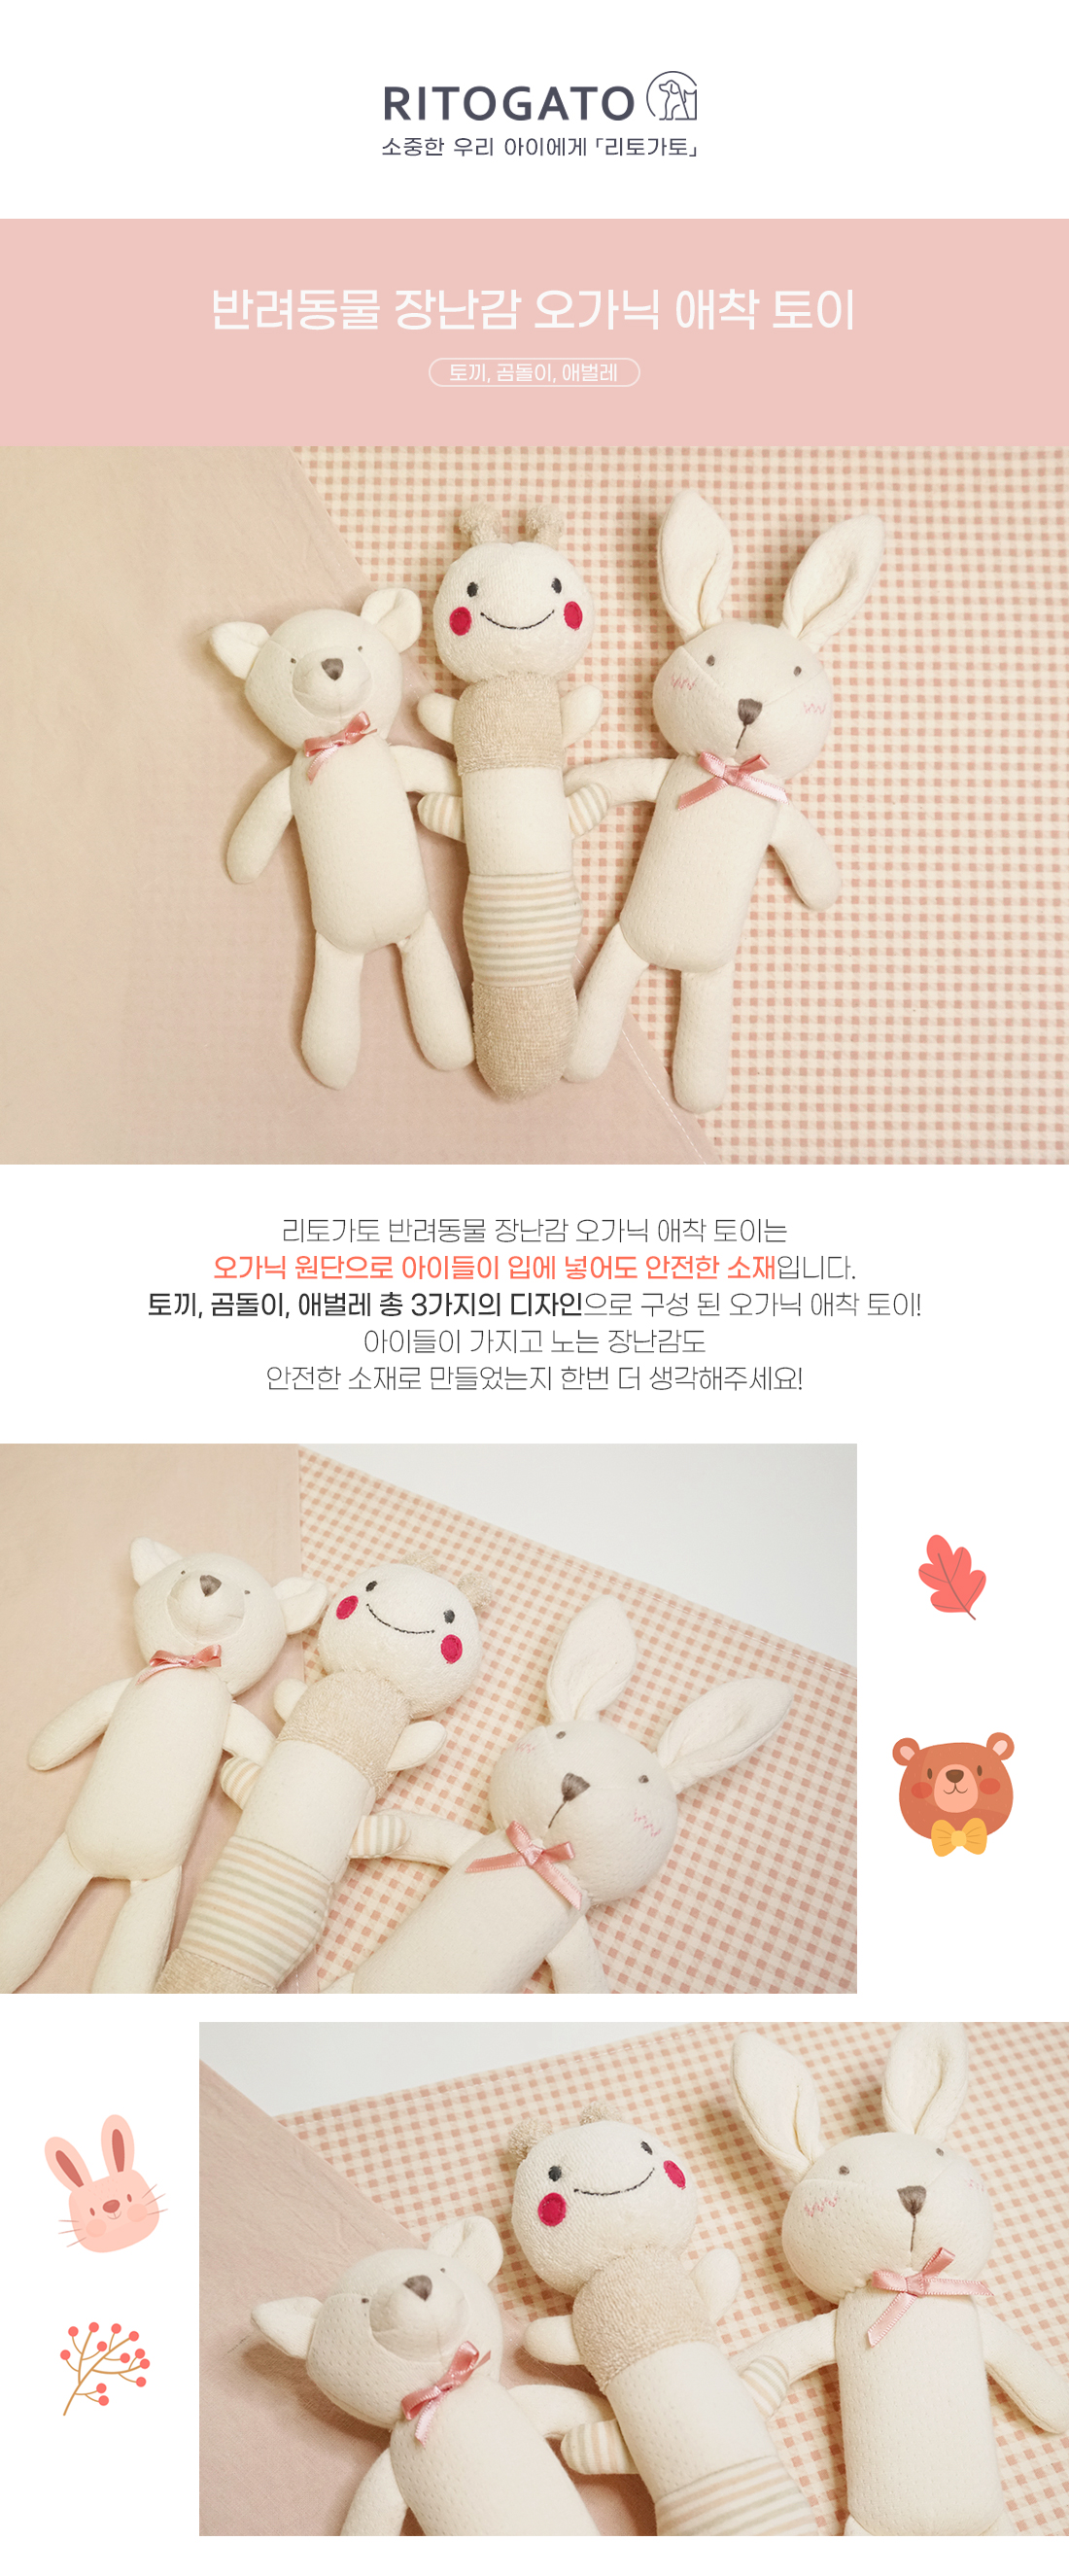 RITOGATO
소중한 우리 아이에게 「리토가토」
반려동물 장난감 오가닉 애착 토이
토끼, 곰돌이, 애벌레
리토가토 반려동물 장난감 오가닉 애착 토이는
오가닉 원단으로 아이들이 입에 넣어도 안전한 소재입니다.
토끼, 곰돌이, 애벌레 총 3가지의 디자인으로 구성 된 오가닉 애착 토이!
아이들이 가지고 노는 장난감도
안전한 소재로 만들었는지 한번 더 생각해주세요!